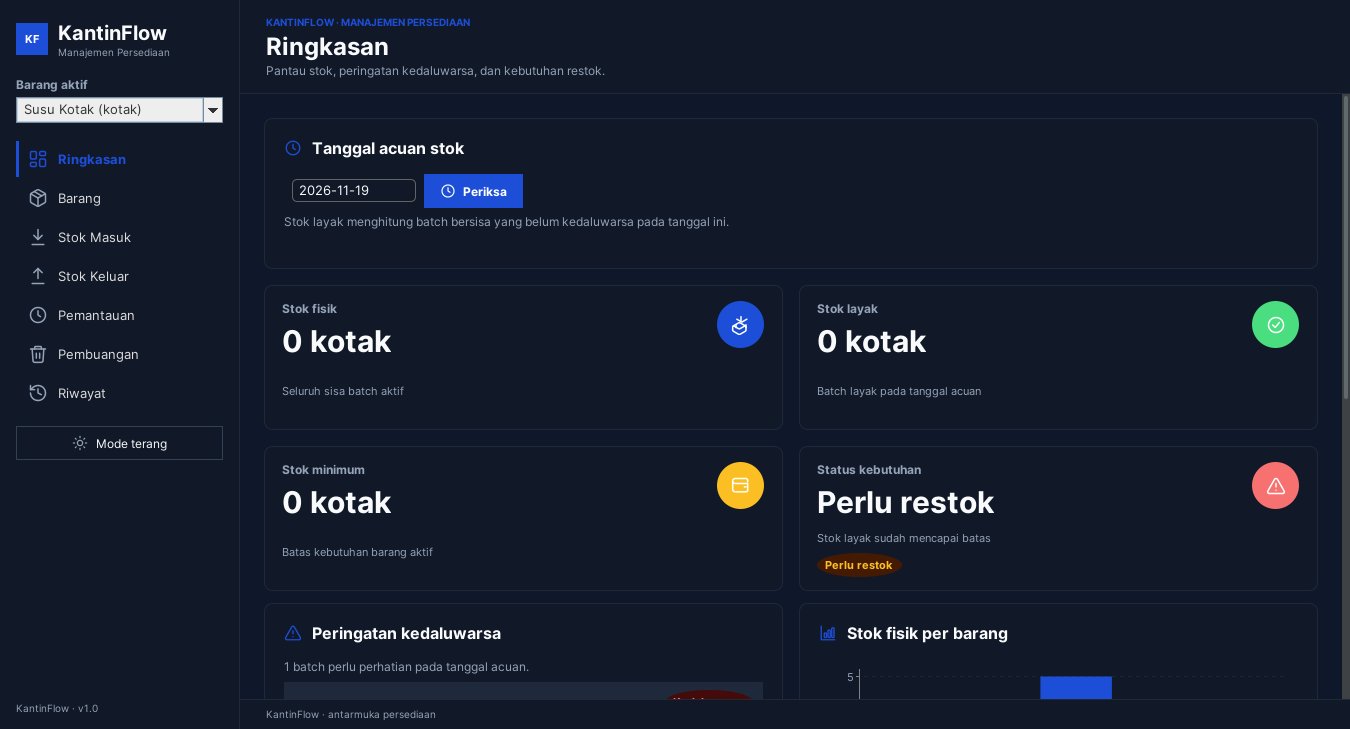 KF
KantinFlow
Manajemen Persediaan
Barang aktif
Susu Kotak (kotak)
Ringkasan
Barang
Stok Masuk
Stok Keluar
Pemantauan
Pembuangan
Riwayat
Mode terang
KantinFlow · v1.0
KANTINFLOW · MANAJEMEN PERSEDIAAN
Ringkasan
Pantau stok, peringatan kedaluwarsa, dan kebutuhan restok.
Tanggal acuan stok
2026-11-19
Periksa
Stok layak menghitung batch bersisa yang belum kedaluwarsa pada tanggal ini.
Stok fisik
0 kotak
Seluruh sisa batch aktif
Stok layak
0 kotak
Batch layak pada tanggal acuan
Stok minimum
0 kotak
Batas kebutuhan barang aktif
Status kebutuhan
Perlu restok
Stok layak sudah mencapai batas
Perlu restok
Peringatan kedaluwarsa
1 batch perlu perhatian pada tanggal acuan.
Stok fisik per barang
5
KantinFlow · antarmuka persediaan